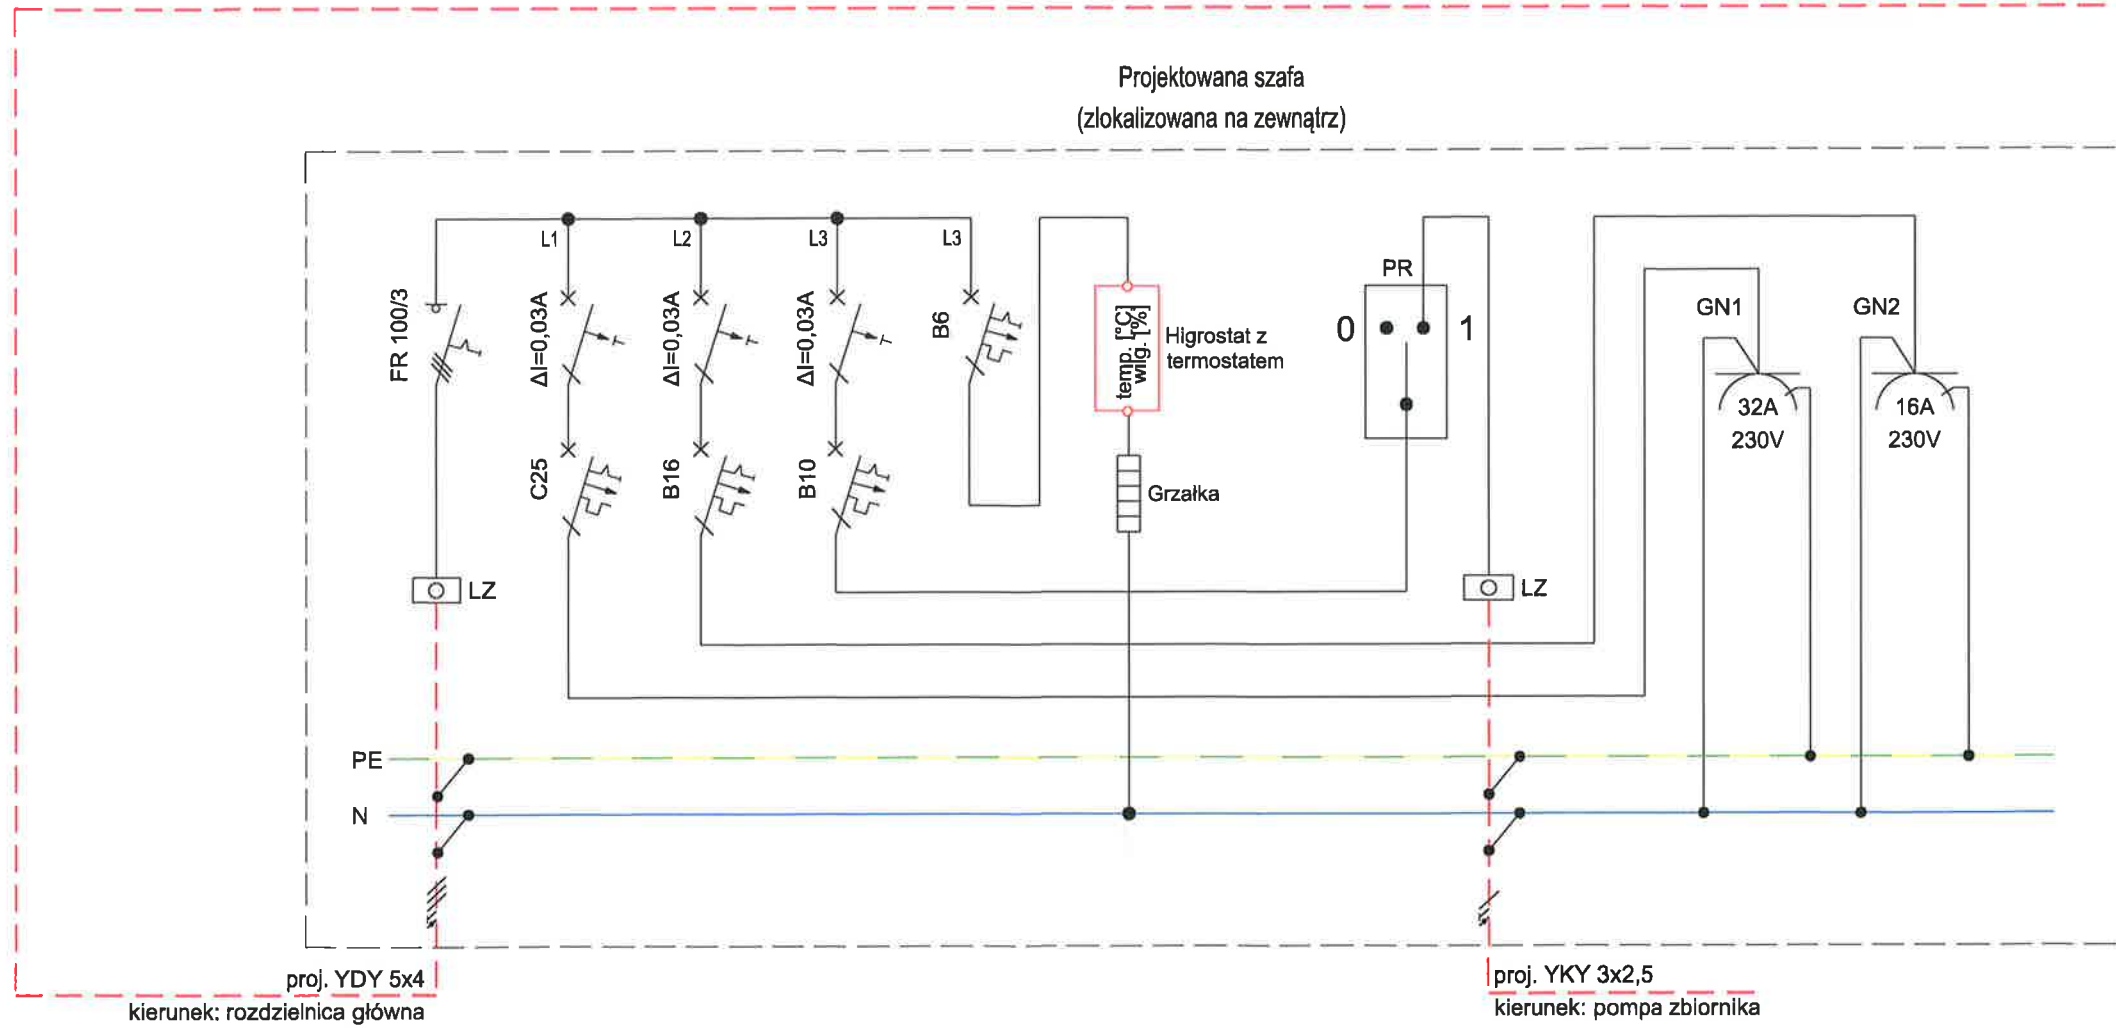 Projektowana szafa
(zlokalizowana na zewnątrz)
L1
L2
L3
L3
FR 100/3
ΔI=0,03A
ΔI=0,03A
ΔI=0,03A
B6
temp. [°C]
wilg. [%]
Higrostat z
termostatem
PR
0
1
GN1
GN2
32A
230V
16A
230V
C25
B16
B10
Grzałka
LZ
LZ
PE
N
proj. YDY 5x4
kierunek: rozdzielnica główna
proj. YKY 3x2,5
kierunek: pompa zbiornika